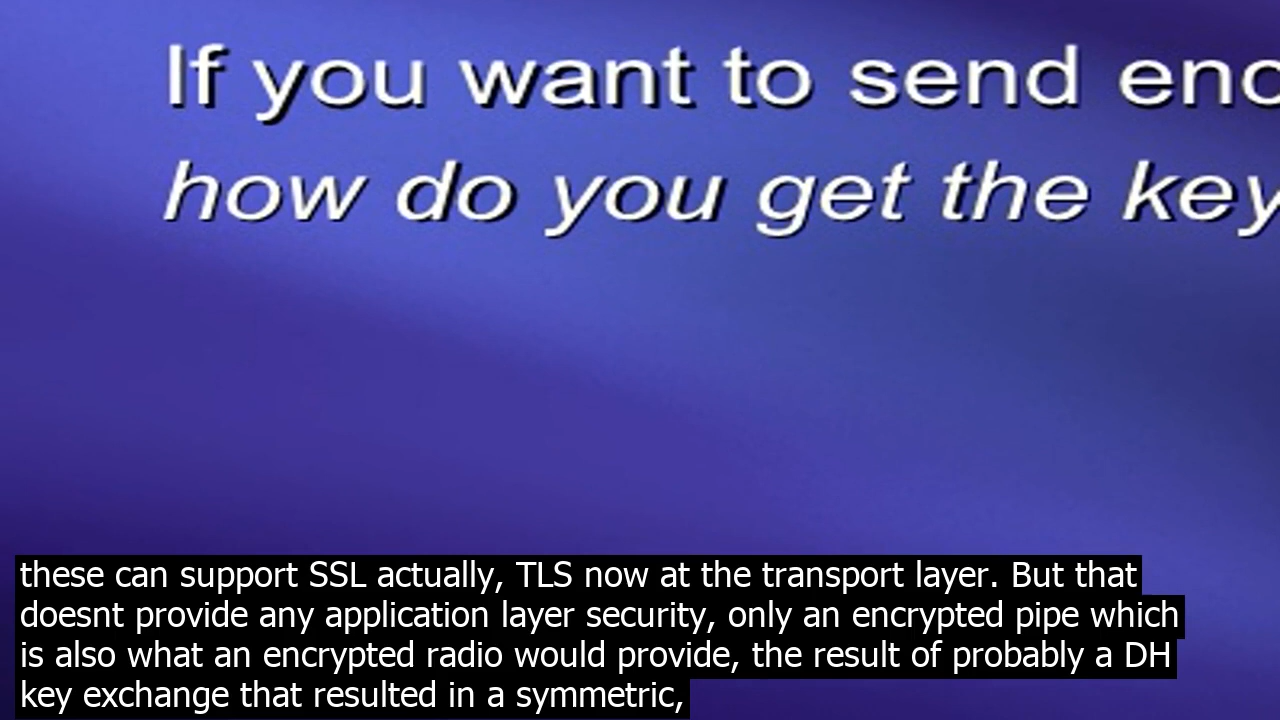 If you want to send enc
how do you get the key
these can support SSL actually, TLS now at the transport layer. But that
doesnt provide any application layer security, only an encrypted pipe which
is also what an encrypted radio would provide, the result of probably a DH
key exchange that resulted in a symmetric,